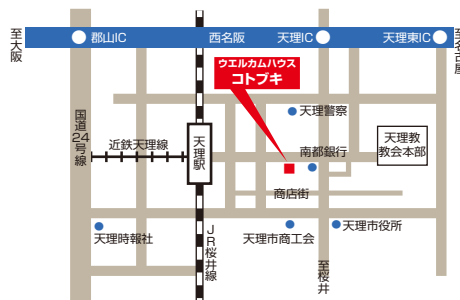 至大阪
郡山IC
西名阪
天理IC
天理東IC
至名古屋
ウエルカムハウス
コトブキ
国道24号線
近鉄天理線
天理駅
天理警察
南都銀行
天理教
教会本部
商店街
天理時報社
JR桜井線
天理市商工会
天理市役所
至桜井